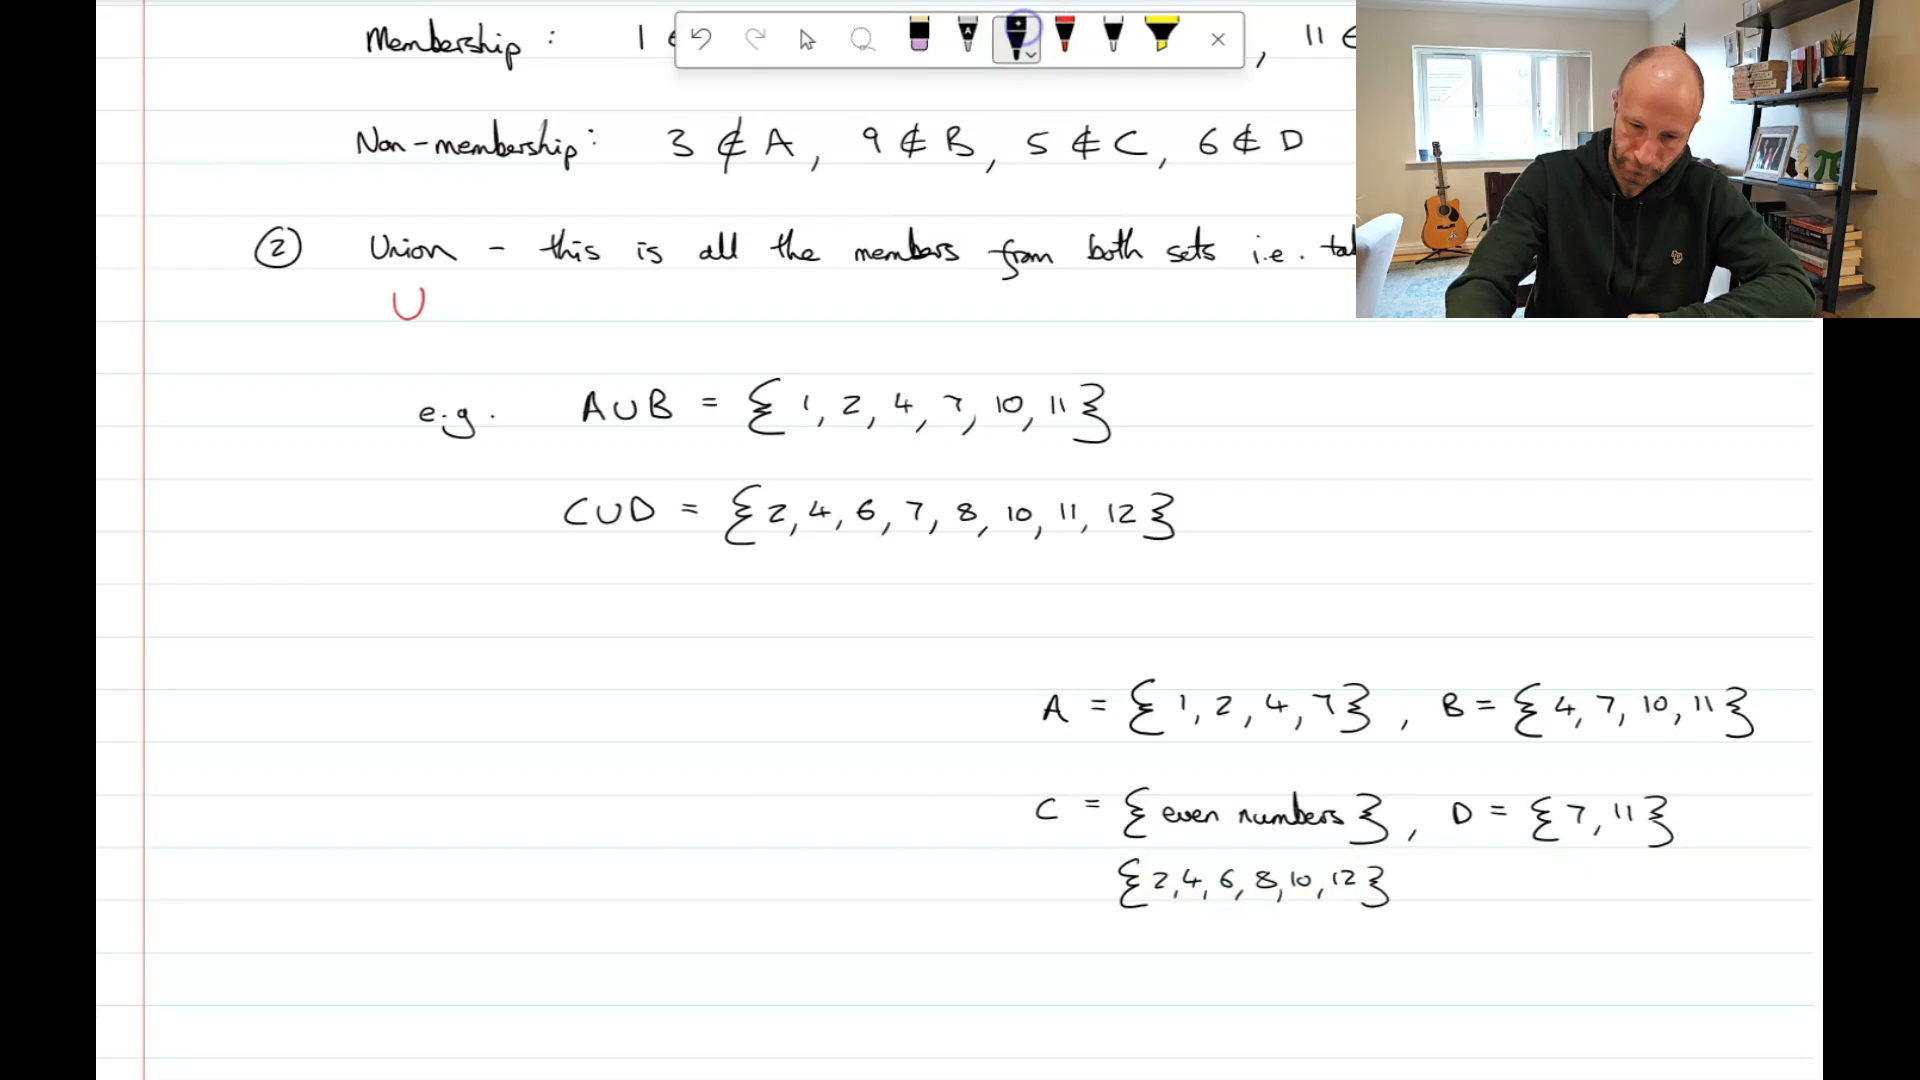 Membership : 1 , 11 ∈
Non-membership: 3 ∉ A, 9 ∉ B, 5 ∉ C, 6 ∉ D
② Union - this is all the members from both sets i.e.
∪
e.g. A∪B = {1, 2, 4, 7, 10, 11}
C∪D = {2, 4, 6, 7, 8, 10, 11, 12}
A = {1, 2, 4, 7}, B = {4, 7, 10, 11}
C = {even numbers}, D = {7, 11}
{2,4,6,8,10,12}